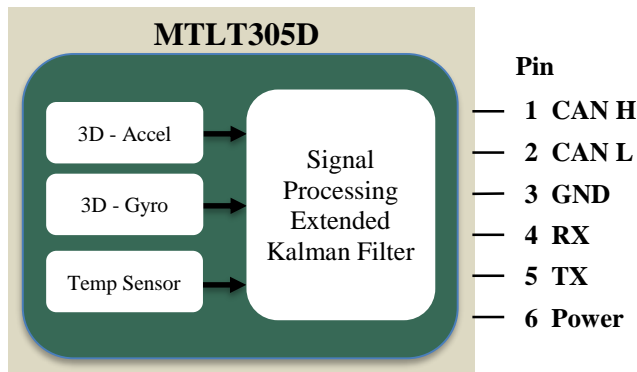 MTLT305D
3D - Accel
3D - Gyro
Temp Sensor
Signal
Processing
Extended
Kalman Filter
Pin
1 CAN H
2 CAN L
3 GND
4 RX
5 TX
6 Power